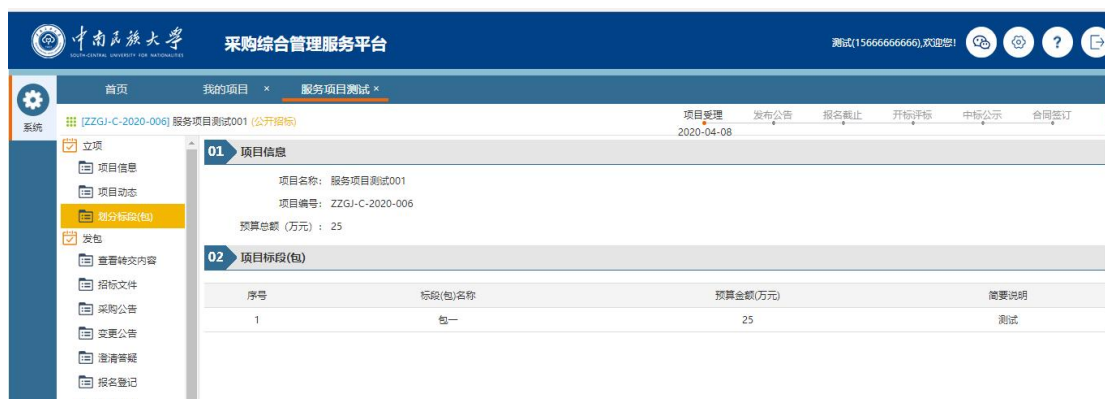 中南民族大学
SOUTH-CENTRAL UNIVERSITY FOR NATIONALITIES
采购综合管理服务平台
测试(15666666666),欢迎您!
?
系统
首页 我的项目 × 服务项目测试 ×
[ZZGJ-C-2020-006] 服务项目测试001 (公开招标)
项目受理 发布公告 报名截止 开标评标 中标公示 合同签订
2020-04-08
立项
项目信息
项目动态
划分标段(包)
发包
查看转交内容
招标文件
采购公告
变更公告
澄清答疑
报名登记
01 项目信息
项目名称: 服务项目测试001
项目编号: ZZGJ-C-2020-006
预算总额 (万元) : 25
02 项目标段(包)
序号 标段(包)名称 预算金额(万元) 简要说明
1 包一 25 测试